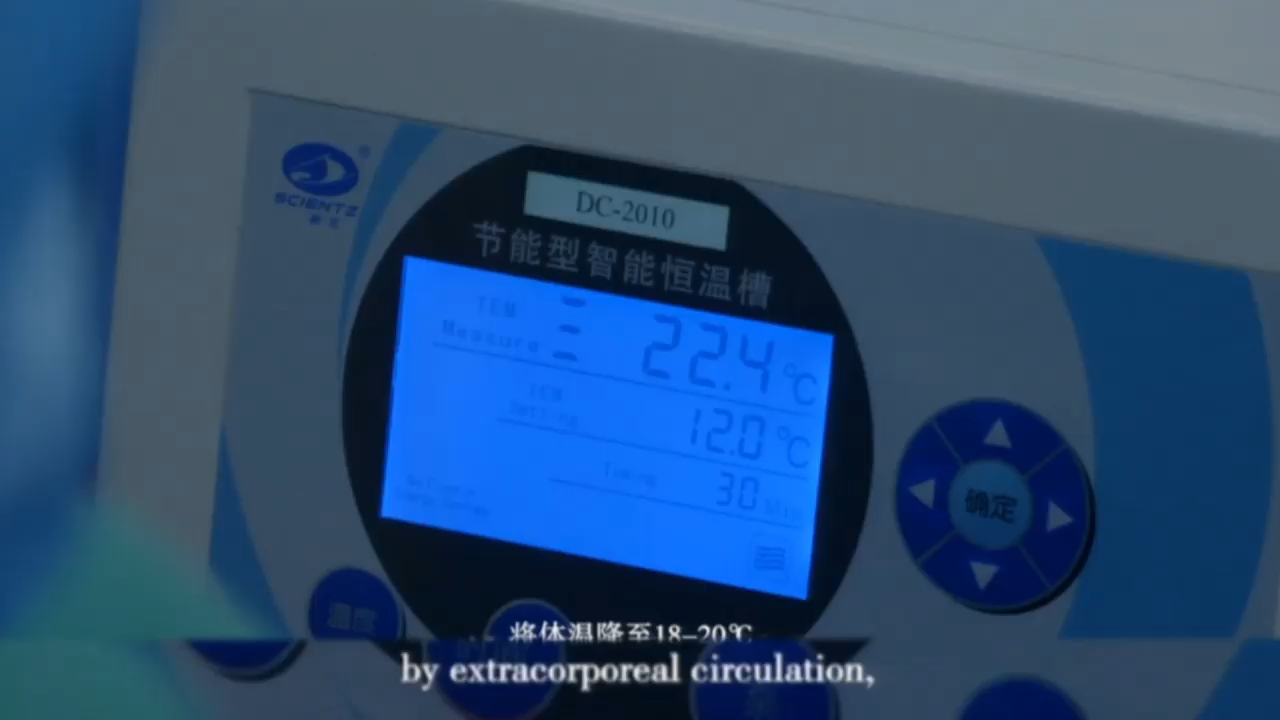 SCIENTZ
DC-2010
节能型智能恒温槽
TEM
Measure
22.4 ℃
TEM
Setting
12.0 ℃
Timing
30 Min
确定
温度
将体温降至18-20℃
by extracorporeal circulation,